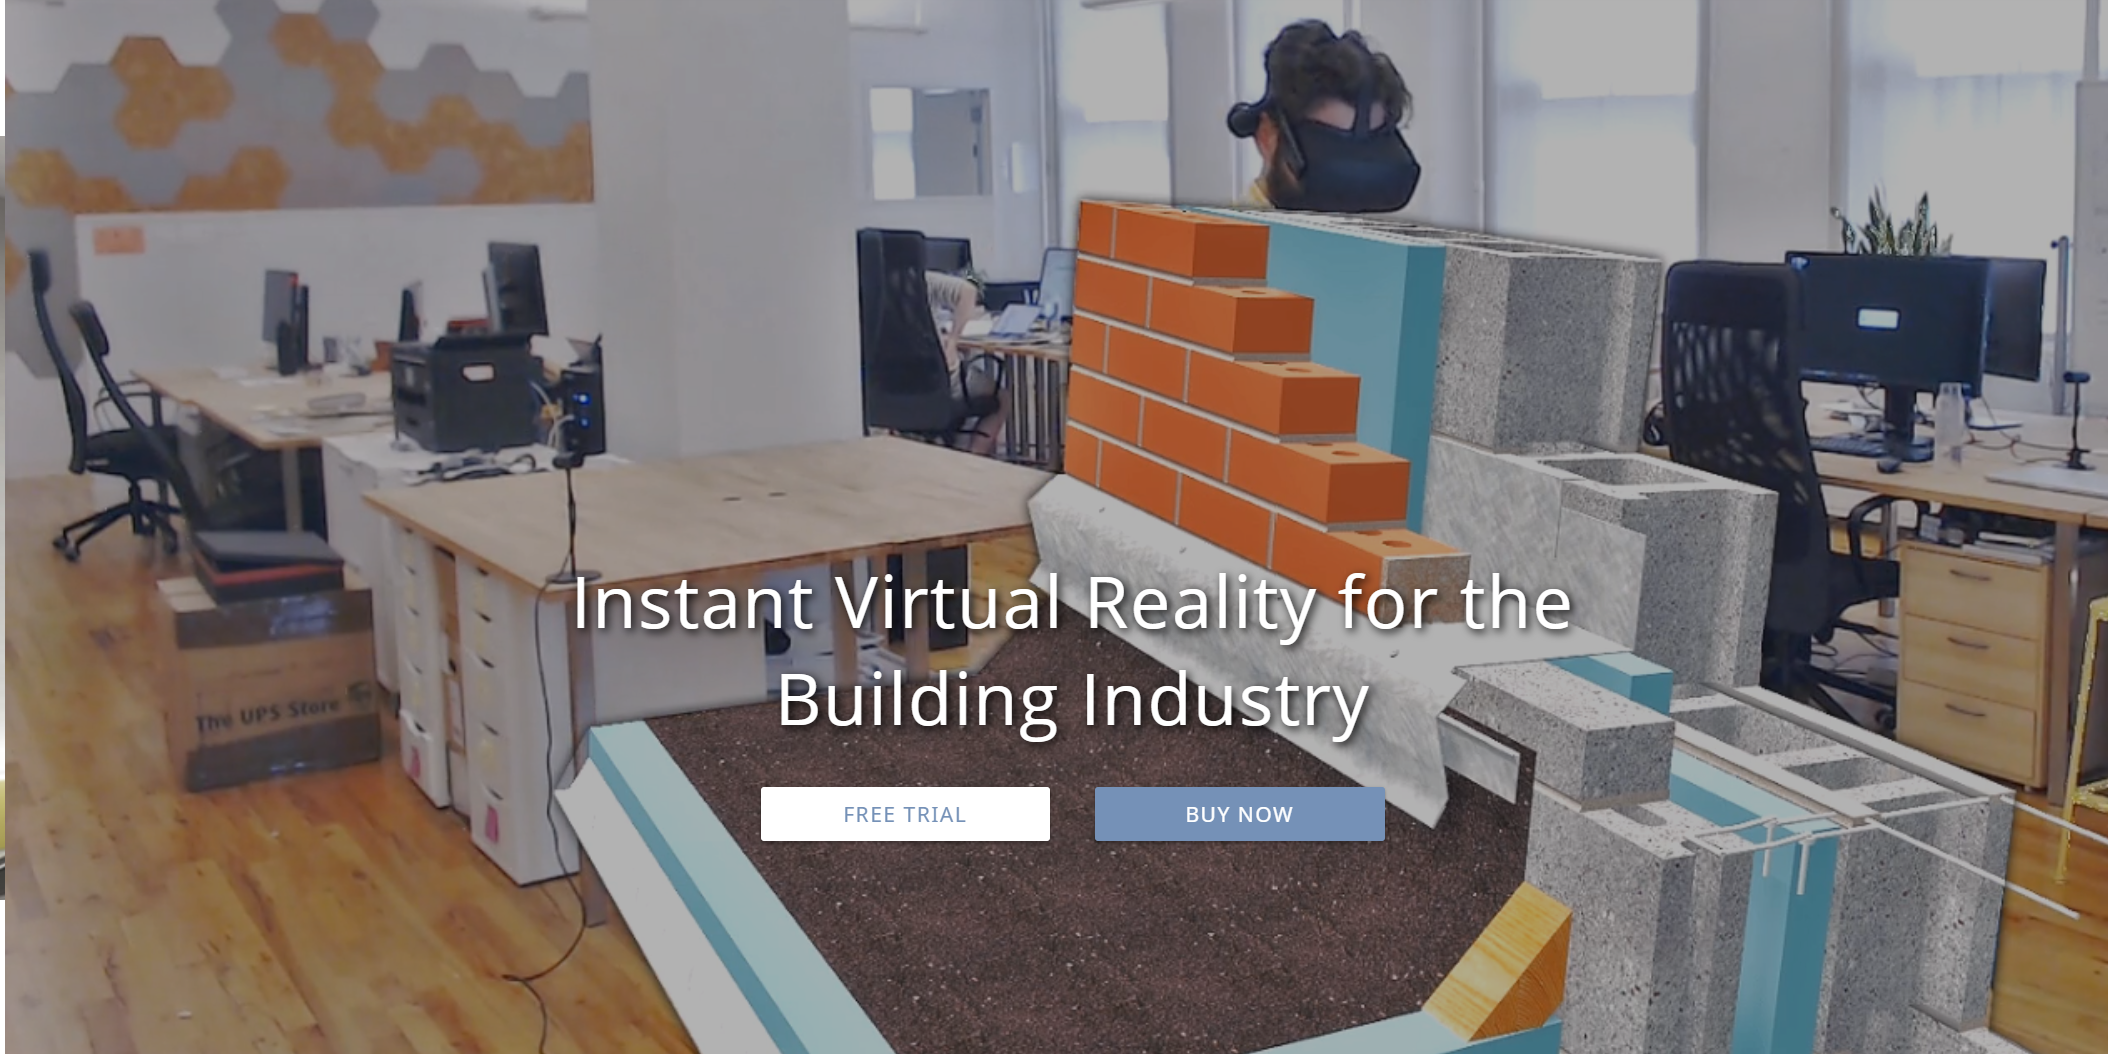 Instant Virtual Reality for the
Building Industry
FREE TRIAL
BUY NOW
The UPS Store